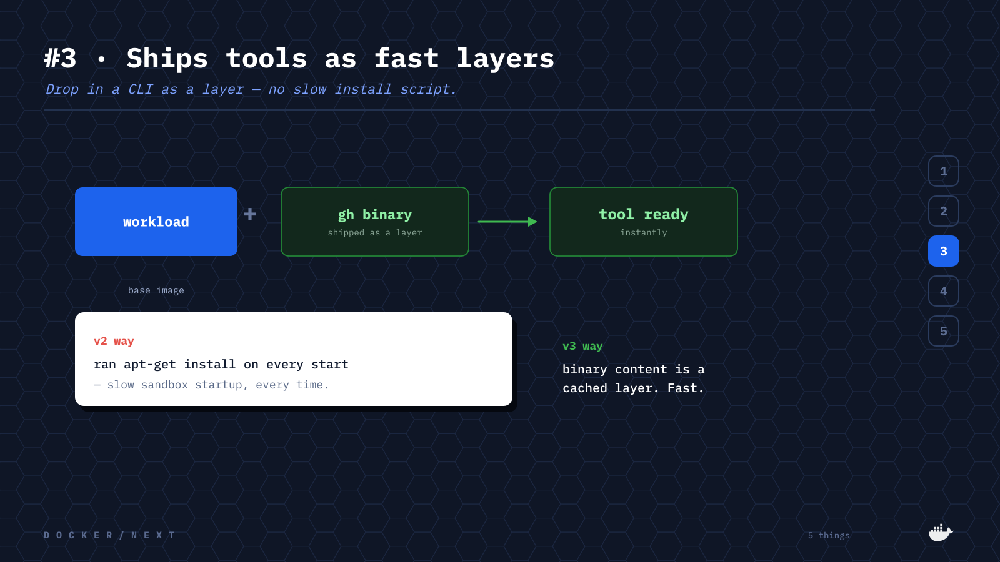 #3 · Ships tools as fast layers
Drop in a CLI as a layer — no slow install script.
workload
+
gh binary
shipped as a layer
tool ready
instantly
base image
v2 way
ran apt-get install on every start
— slow sandbox startup, every time.
v3 way
binary content is a
cached layer. Fast.
1
2
3
4
5
DOCKER/NEXT
5 things